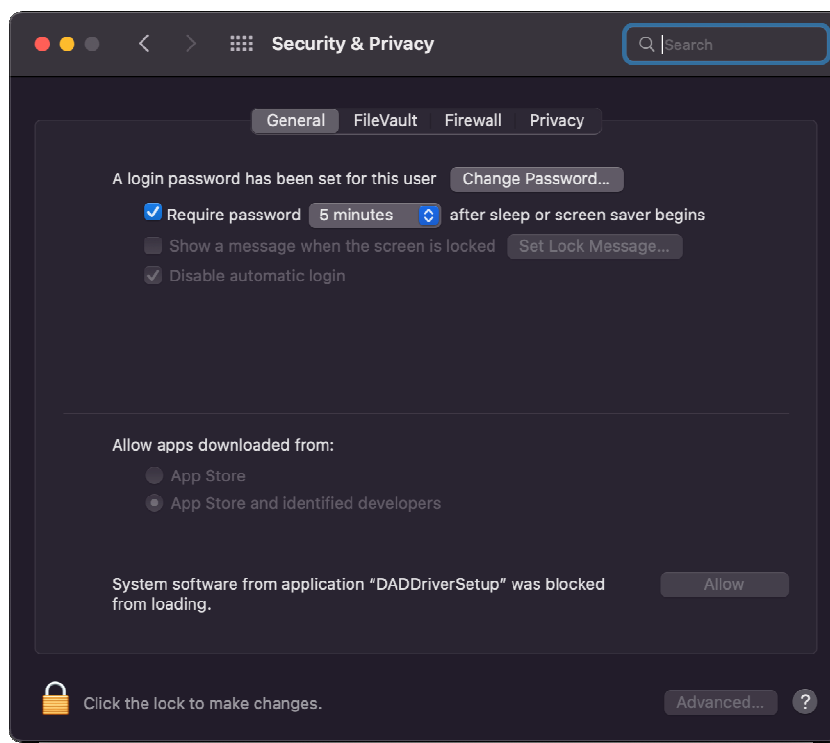 Security & Privacy
Search
General FileVault Firewall Privacy
A login password has been set for this user Change Password...
Require password 5 minutes after sleep or screen saver begins
Show a message when the screen is locked Set Lock Message...
Disable automatic login
Allow apps downloaded from:
App Store
App Store and identified developers
System software from application “DADDriverSetup” was blocked Allow
from loading.
Click the lock to make changes. Advanced... ?